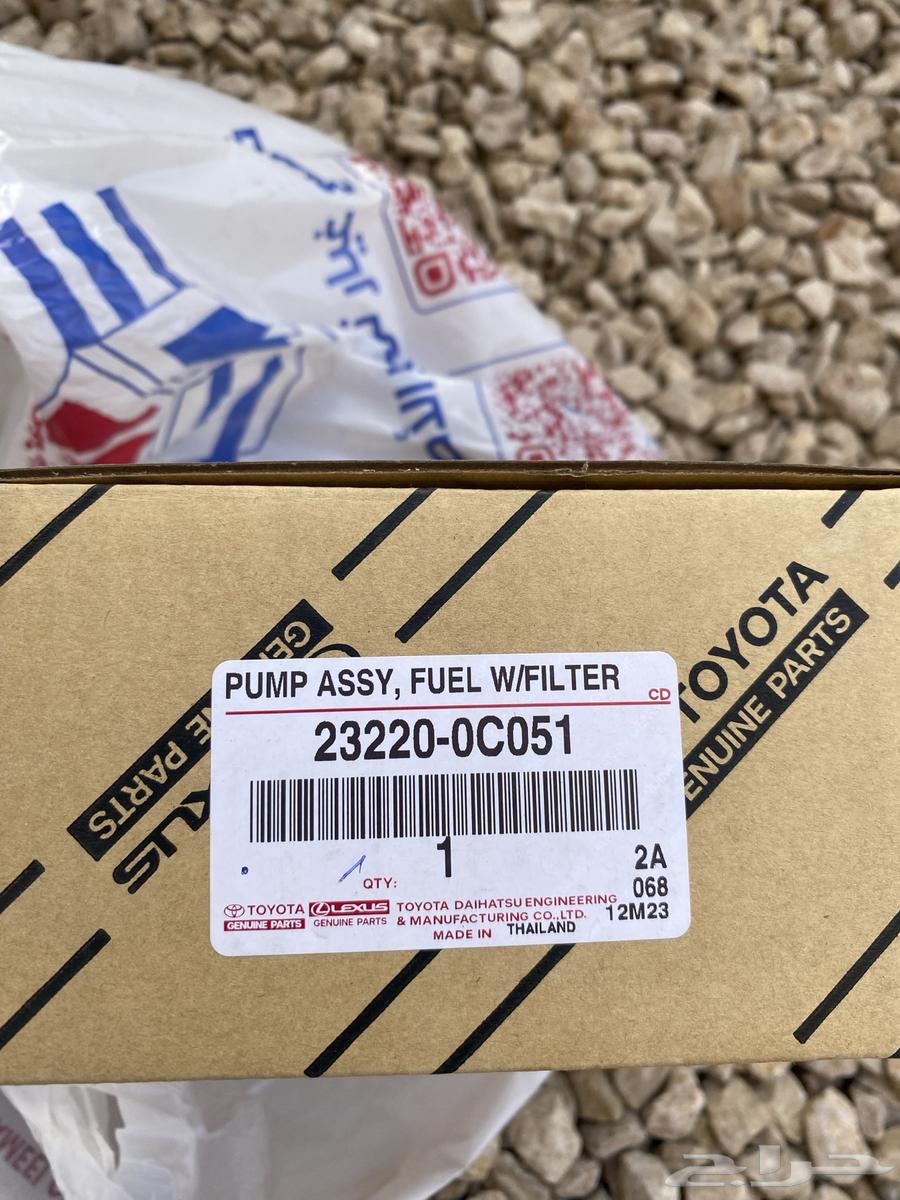 غيار
GENUINE PARTS
LEXUS
TOYOTA
GENUINE PARTS
PUMP ASSY, FUEL W/FILTER
CD
23220-0C051
1
QTY:
2A
068
12M23
TOYOTA
GENUINE PARTS
LEXUS
GENUINE PARTS
TOYOTA DAIHATSU ENGINEERING
& MANUFACTURING CO.,LTD.
MADE IN THAILAND
حراج